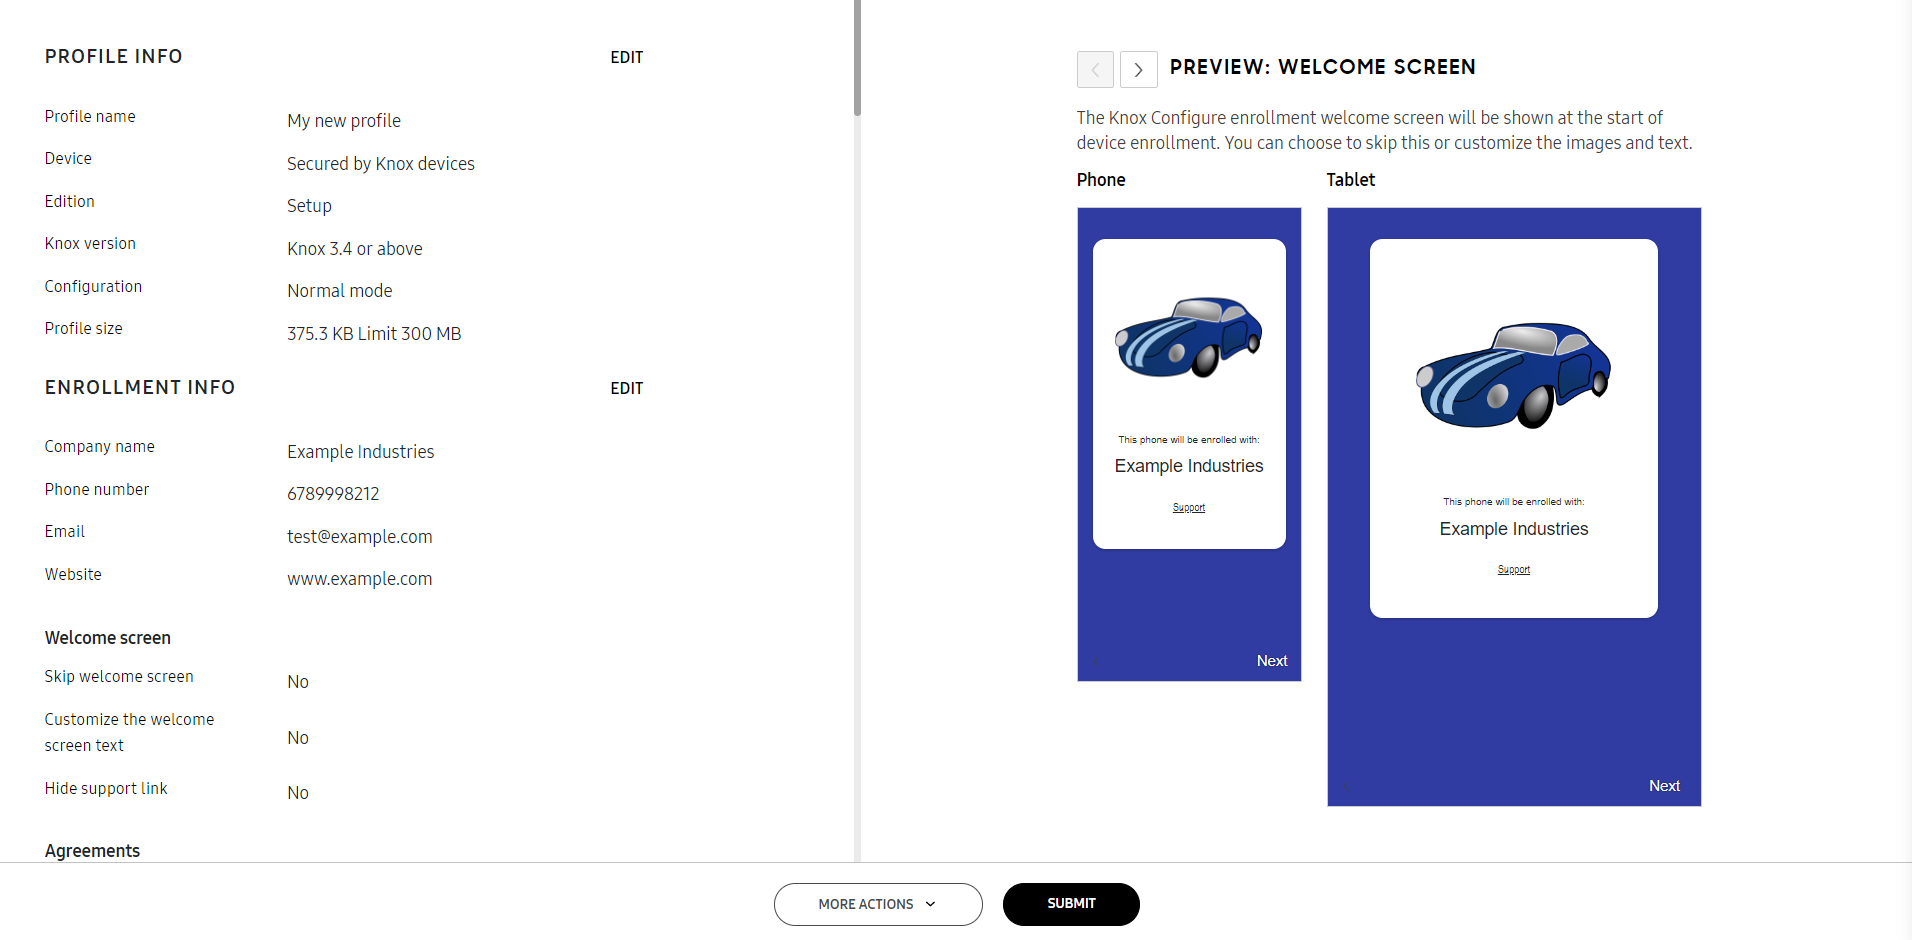 PROFILE INFO
EDIT
Profile name
My new profile
Device
Secured by Knox devices
Edition
Setup
Knox version
Knox 3.4 or above
Configuration
Normal mode
Profile size
375.3 KB Limit 300 MB
ENROLLMENT INFO
EDIT
Company name
Example Industries
Phone number
6789998212
Email
test@example.com
Website
www.example.com
Welcome screen
Skip welcome screen
No
Customize the welcome
screen text
No
Hide support link
No
Agreements
PREVIEW: WELCOME SCREEN
The Knox Configure enrollment welcome screen will be shown at the start of
device enrollment. You can choose to skip this or customize the images and text.
Phone
This phone will be enrolled with:
Example Industries
Support
Next
Tablet
This phone will be enrolled with:
Example Industries
Support
Next
MORE ACTIONS
SUBMIT